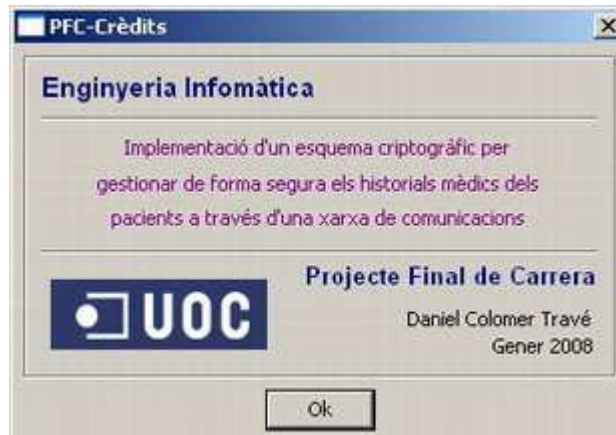 PFC-Crèdits
Enginyeria Infomàtica
Implementació d'un esquema criptogràfic per
gestionar de forma segura els historials mèdics dels
pacients a través d'una xarxa de comunicacions
Projecte Final de Carrera
UOC
Daniel Colomer Travé
Gener 2008
Ok